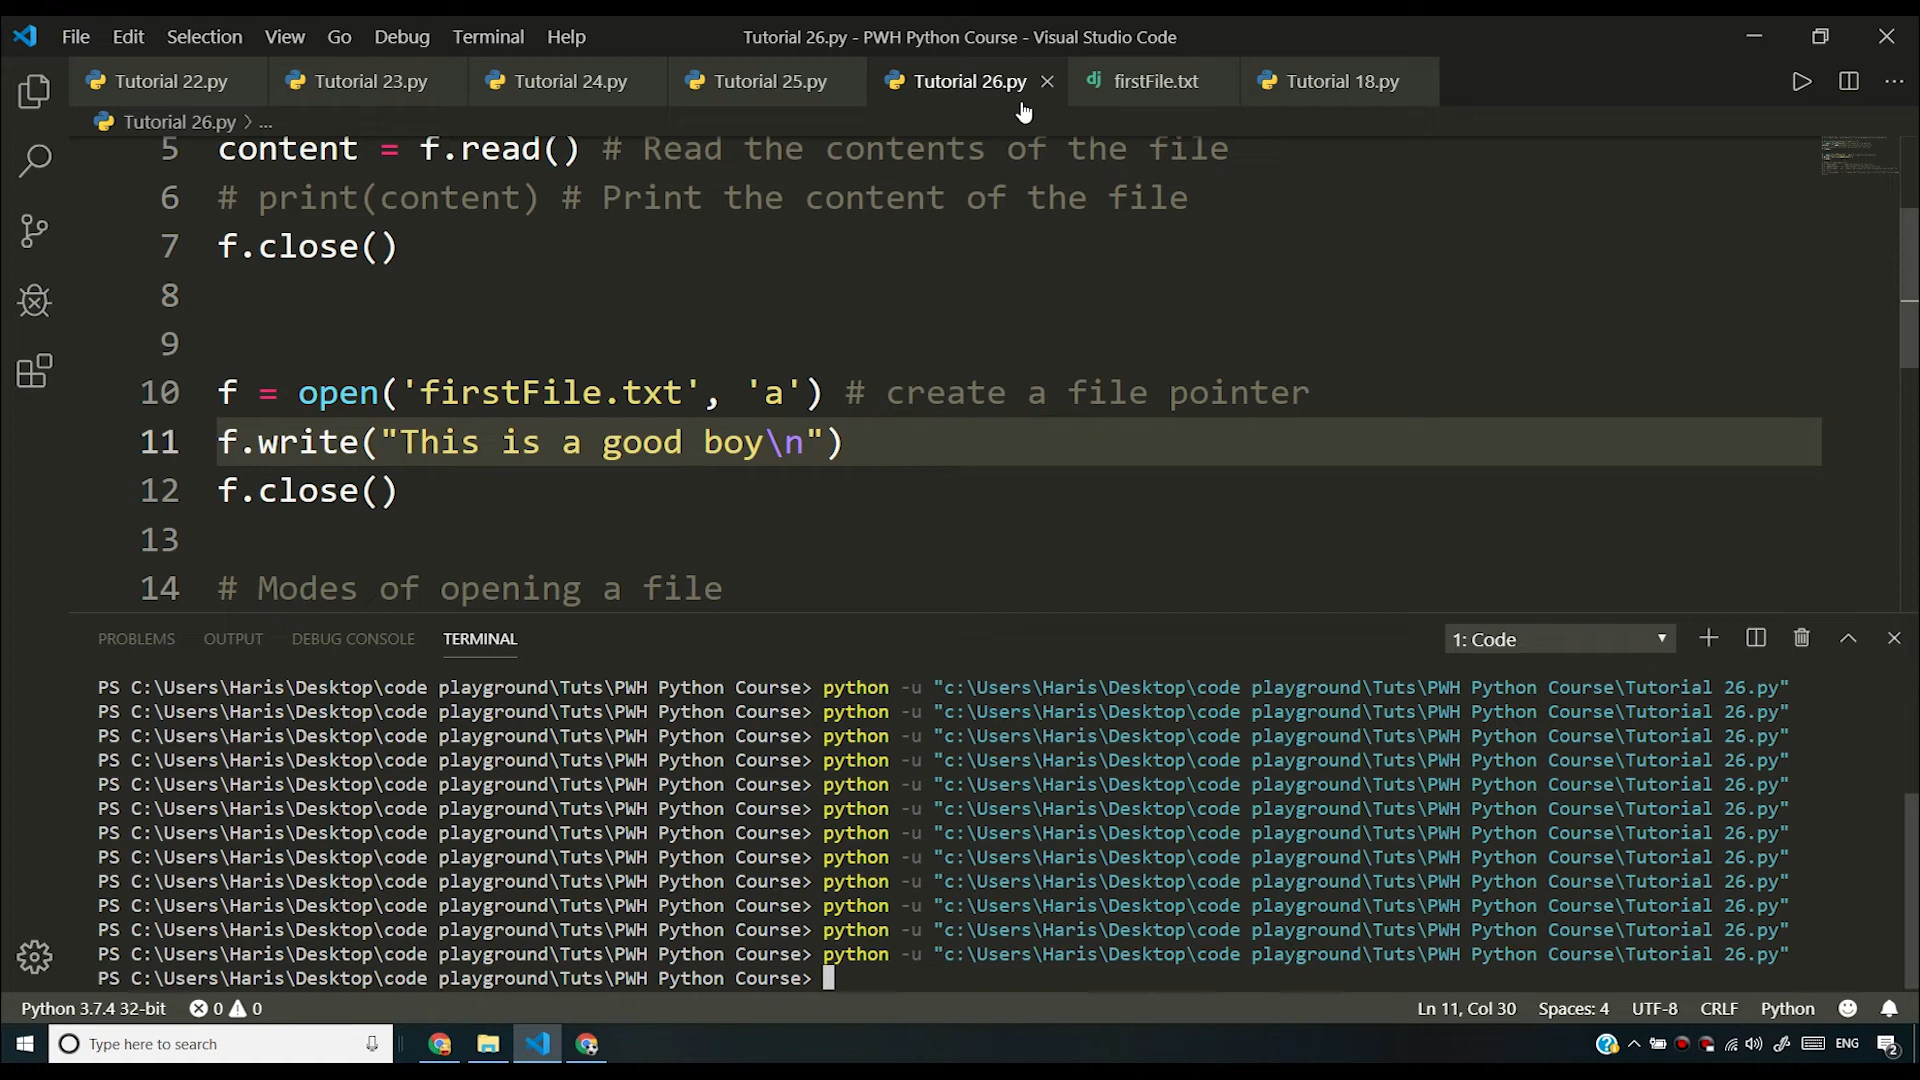 File Edit Selection View Go Debug Terminal Help
Tutorial 26.py - PWH Python Course - Visual Studio Code
Tutorial 22.py Tutorial 23.py Tutorial 24.py Tutorial 25.py Tutorial 26.py dj firstFile.txt Tutorial 18.py
Tutorial 26.py > ...
5 content = f.read() # Read the contents of the file
6 # print(content) # Print the content of the file
7 f.close()
8
9
10 f = open('firstFile.txt', 'a') # create a file pointer
11 f.write("This is a good boy\n")
12 f.close()
13
14 # Modes of opening a file
PROBLEMS OUTPUT DEBUG CONSOLE TERMINAL 1: Code
PS C:\Users\Haris\Desktop\code playground\Tuts\PWH Python Course> python -u "c:\Users\Haris\Desktop\code playground\Tuts\PWH Python Course\Tutorial 26.py"
PS C:\Users\Haris\Desktop\code playground\Tuts\PWH Python Course> python -u "c:\Users\Haris\Desktop\code playground\Tuts\PWH Python Course\Tutorial 26.py"
PS C:\Users\Haris\Desktop\code playground\Tuts\PWH Python Course> python -u "c:\Users\Haris\Desktop\code playground\Tuts\PWH Python Course\Tutorial 26.py"
PS C:\Users\Haris\Desktop\code playground\Tuts\PWH Python Course> python -u "c:\Users\Haris\Desktop\code playground\Tuts\PWH Python Course\Tutorial 26.py"
PS C:\Users\Haris\Desktop\code playground\Tuts\PWH Python Course> python -u "c:\Users\Haris\Desktop\code playground\Tuts\PWH Python Course\Tutorial 26.py"
PS C:\Users\Haris\Desktop\code playground\Tuts\PWH Python Course> python -u "c:\Users\Haris\Desktop\code playground\Tuts\PWH Python Course\Tutorial 26.py"
PS C:\Users\Haris\Desktop\code playground\Tuts\PWH Python Course> python -u "c:\Users\Haris\Desktop\code playground\Tuts\PWH Python Course\Tutorial 26.py"
PS C:\Users\Haris\Desktop\code playground\Tuts\PWH Python Course> python -u "c:\Users\Haris\Desktop\code playground\Tuts\PWH Python Course\Tutorial 26.py"
PS C:\Users\Haris\Desktop\code playground\Tuts\PWH Python Course> python -u "c:\Users\Haris\Desktop\code playground\Tuts\PWH Python Course\Tutorial 26.py"
PS C:\Users\Haris\Desktop\code playground\Tuts\PWH Python Course> python -u "c:\Users\Haris\Desktop\code playground\Tuts\PWH Python Course\Tutorial 26.py"
PS C:\Users\Haris\Desktop\code playground\Tuts\PWH Python Course> python -u "c:\Users\Haris\Desktop\code playground\Tuts\PWH Python Course\Tutorial 26.py"
PS C:\Users\Haris\Desktop\code playground\Tuts\PWH Python Course> python -u "c:\Users\Haris\Desktop\code playground\Tuts\PWH Python Course\Tutorial 26.py"
PS C:\Users\Haris\Desktop\code playground\Tuts\PWH Python Course>
Python 3.7.4 32-bit 0 0 Ln 11, Col 30 Spaces: 4 UTF-8 CRLF Python
Type here to search ENG 2